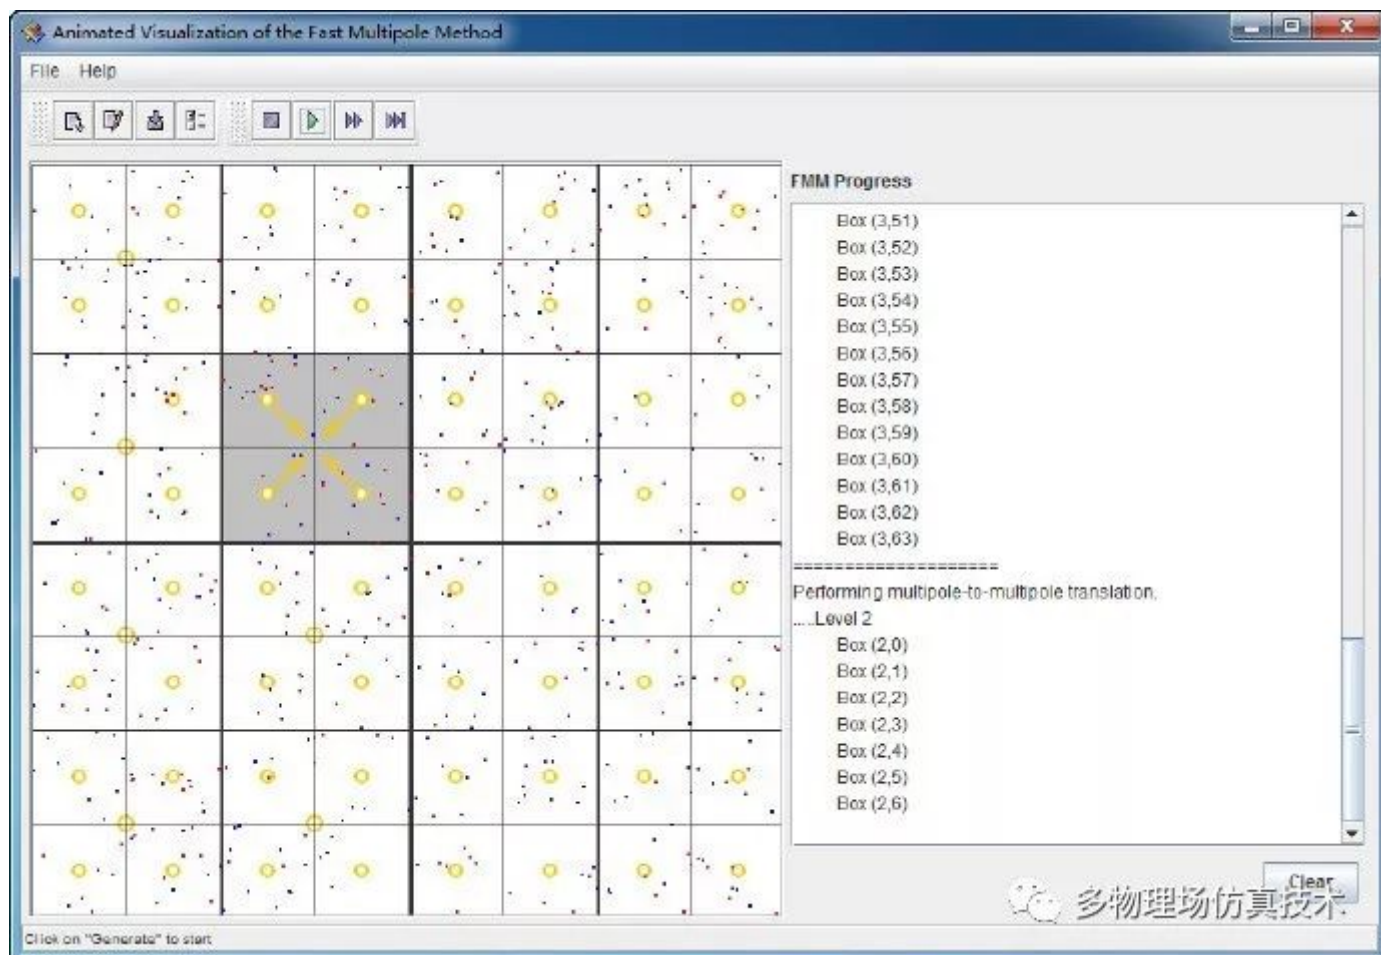 Animated Visualization of the Fast Multipole Method
File Help
FMM Progress
Box (3,51)
Box (3,52)
Box (3,53)
Box (3,54)
Box (3,55)
Box (3,56)
Box (3,57)
Box (3,58)
Box (3,59)
Box (3,60)
Box (3,61)
Box (3,62)
Box (3,63)
=====================
Performing multipole-to-multipole translation.
.....Level 2
Box (2,0)
Box (2,1)
Box (2,2)
Box (2,3)
Box (2,4)
Box (2,5)
Box (2,6)
Clear
多物理场仿真技术
Click on "Generate" to start